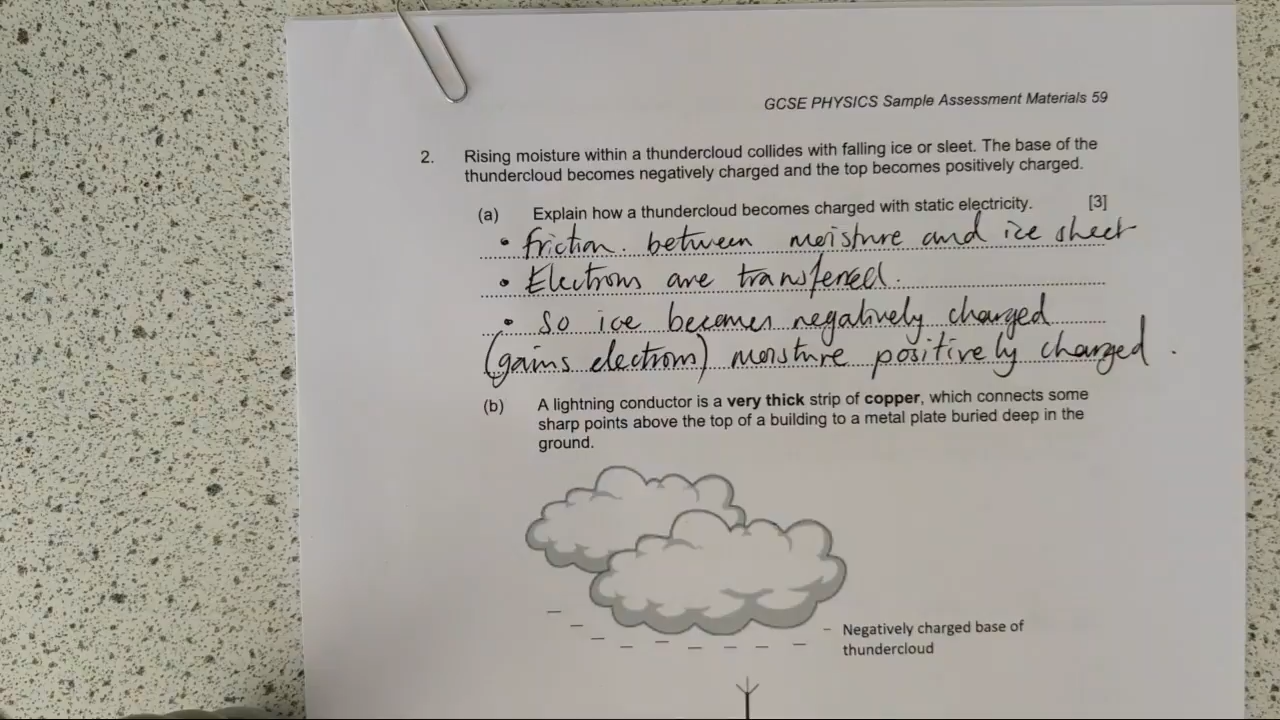 GCSE PHYSICS Sample Assessment Materials 59
2. Rising moisture within a thundercloud collides with falling ice or sleet. The base of the
thundercloud becomes negatively charged and the top becomes positively charged.
(a) Explain how a thundercloud becomes charged with static electricity. [3]
• friction. between moisture and ice sheet
• Electrons are transferred.
• so ice becomes negatively charged
(gains electrons) moisture positively charged.
(b) A lightning conductor is a very thick strip of copper, which connects some
sharp points above the top of a building to a metal plate buried deep in the
ground.
Negatively charged base of
thundercloud